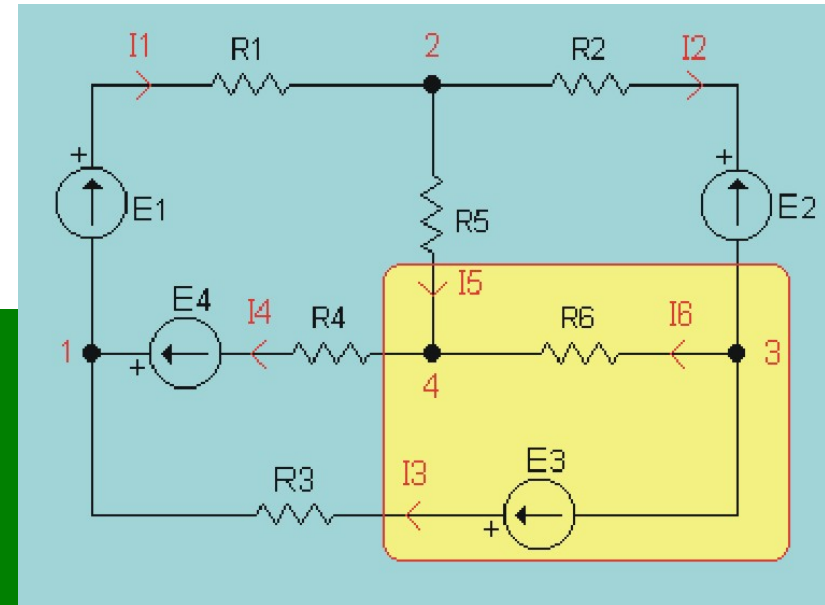 I1 R1 2 R2 I2
+ +
E1 R5 E2
I5
E4 I4 R4 R6 I6
1 + 4 3
R3 I3 E3
+